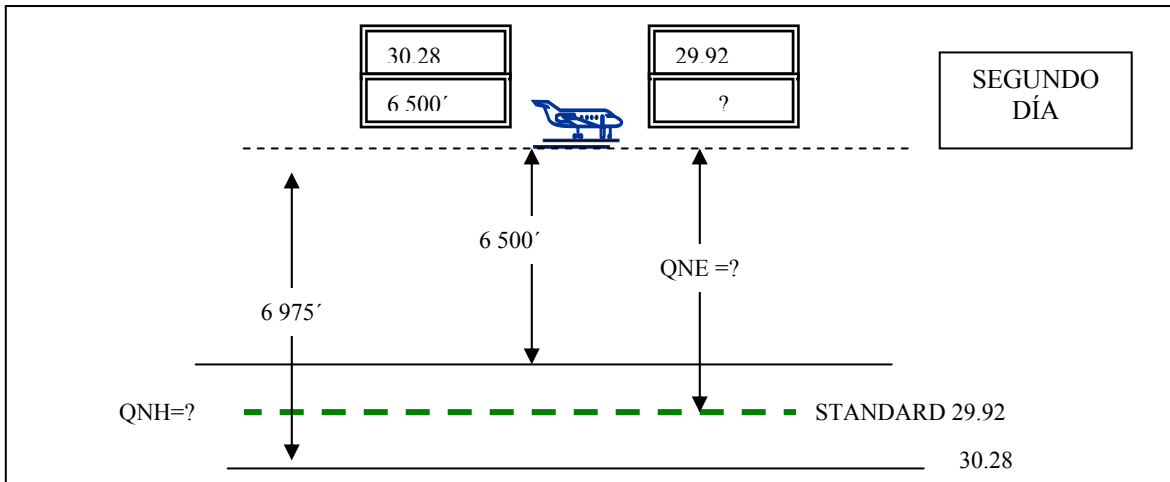 30.28
29.92
SEGUNDO
DÍA
6 500´
?
6 500´
QNE =?
6 975´
QNH=?
STANDARD 29.92
30.28